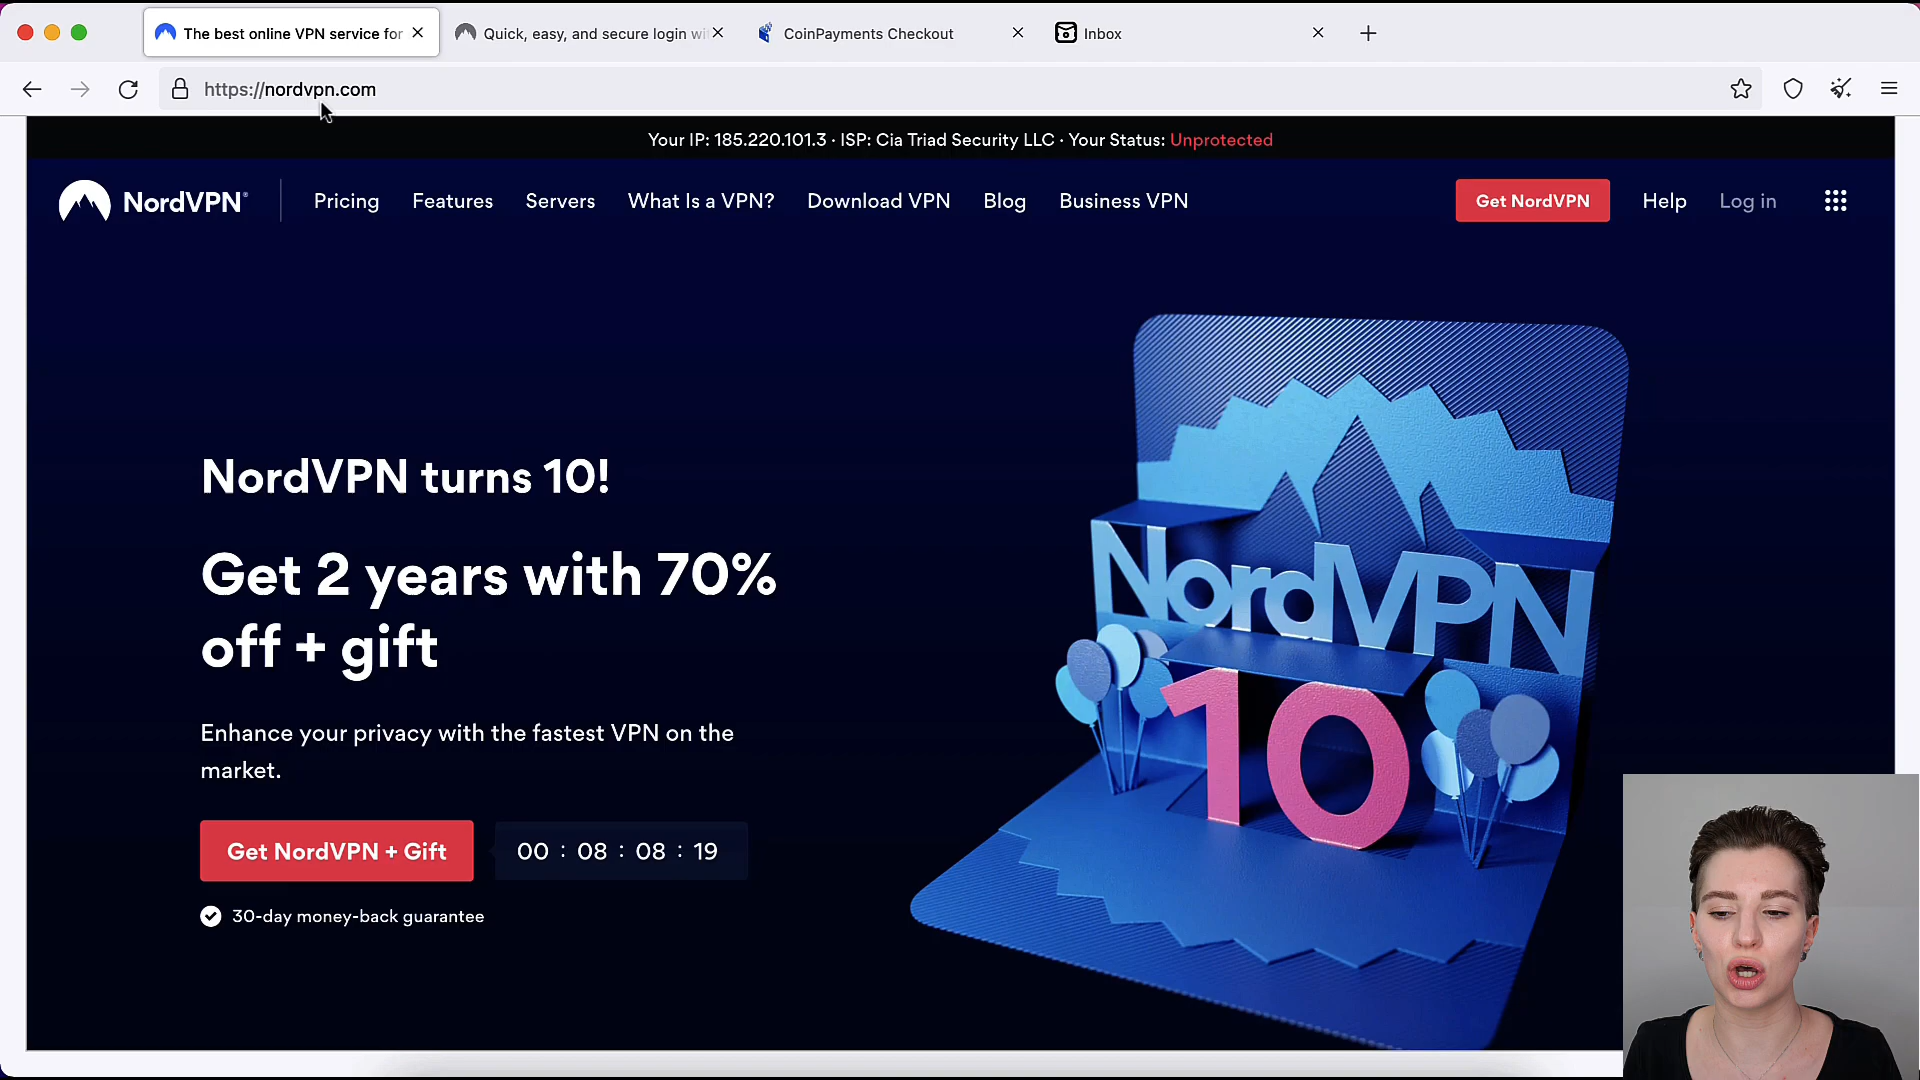 The best online VPN service for
Quick, easy, and secure login wi
CoinPayments Checkout
Inbox
https://nordvpn.com
Your IP: 185.220.101.3 · ISP: Cia Triad Security LLC · Your Status: Unprotected
NordVPN®
Pricing
Features
Servers
What Is a VPN?
Download VPN
Blog
Business VPN
Get NordVPN
Help
Log in
NordVPN turns 10!
Get 2 years with 70%
off + gift
Enhance your privacy with the fastest VPN on the
market.
Get NordVPN + Gift
00 : 08 : 08 : 19
30-day money-back guarantee
NordVPN
10